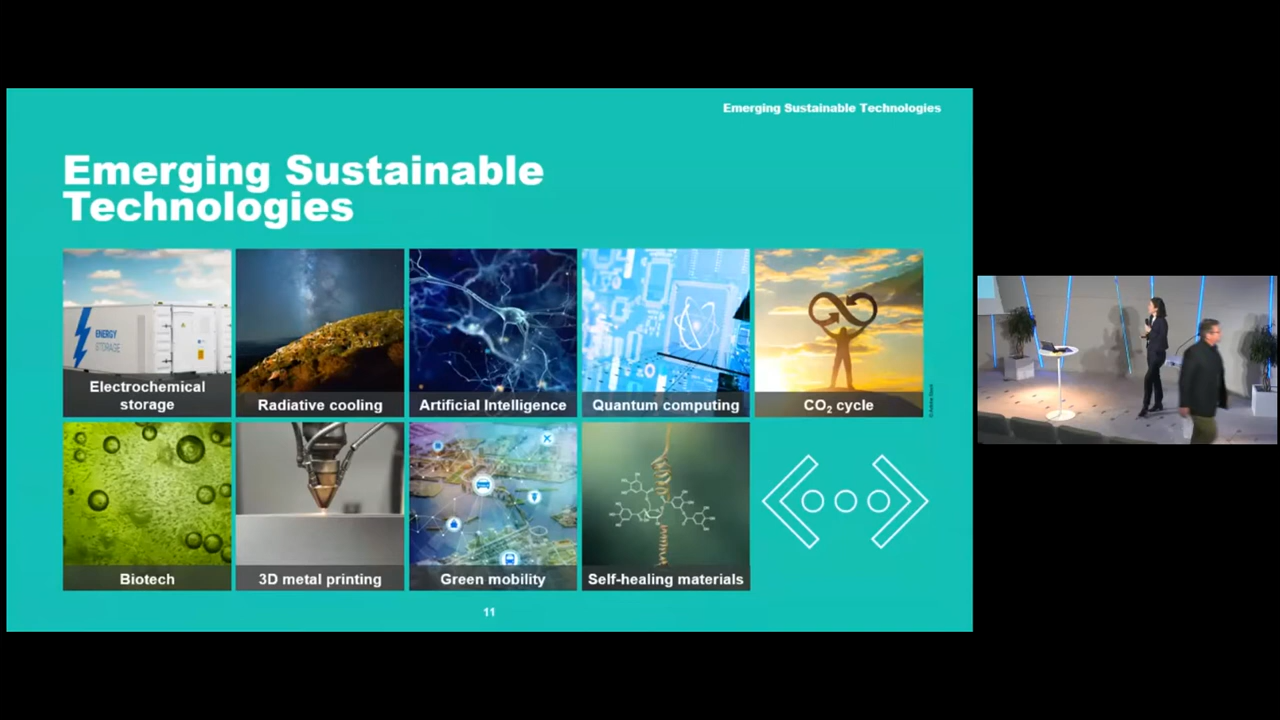 Emerging Sustainable Technologies
Emerging Sustainable
Technologies
ENERGY
STORAGE
Electrochemical
storage
Radiative cooling
Artificial Intelligence
Quantum computing
CO₂ cycle
Biotech
3D metal printing
Green mobility
Self-healing materials
11